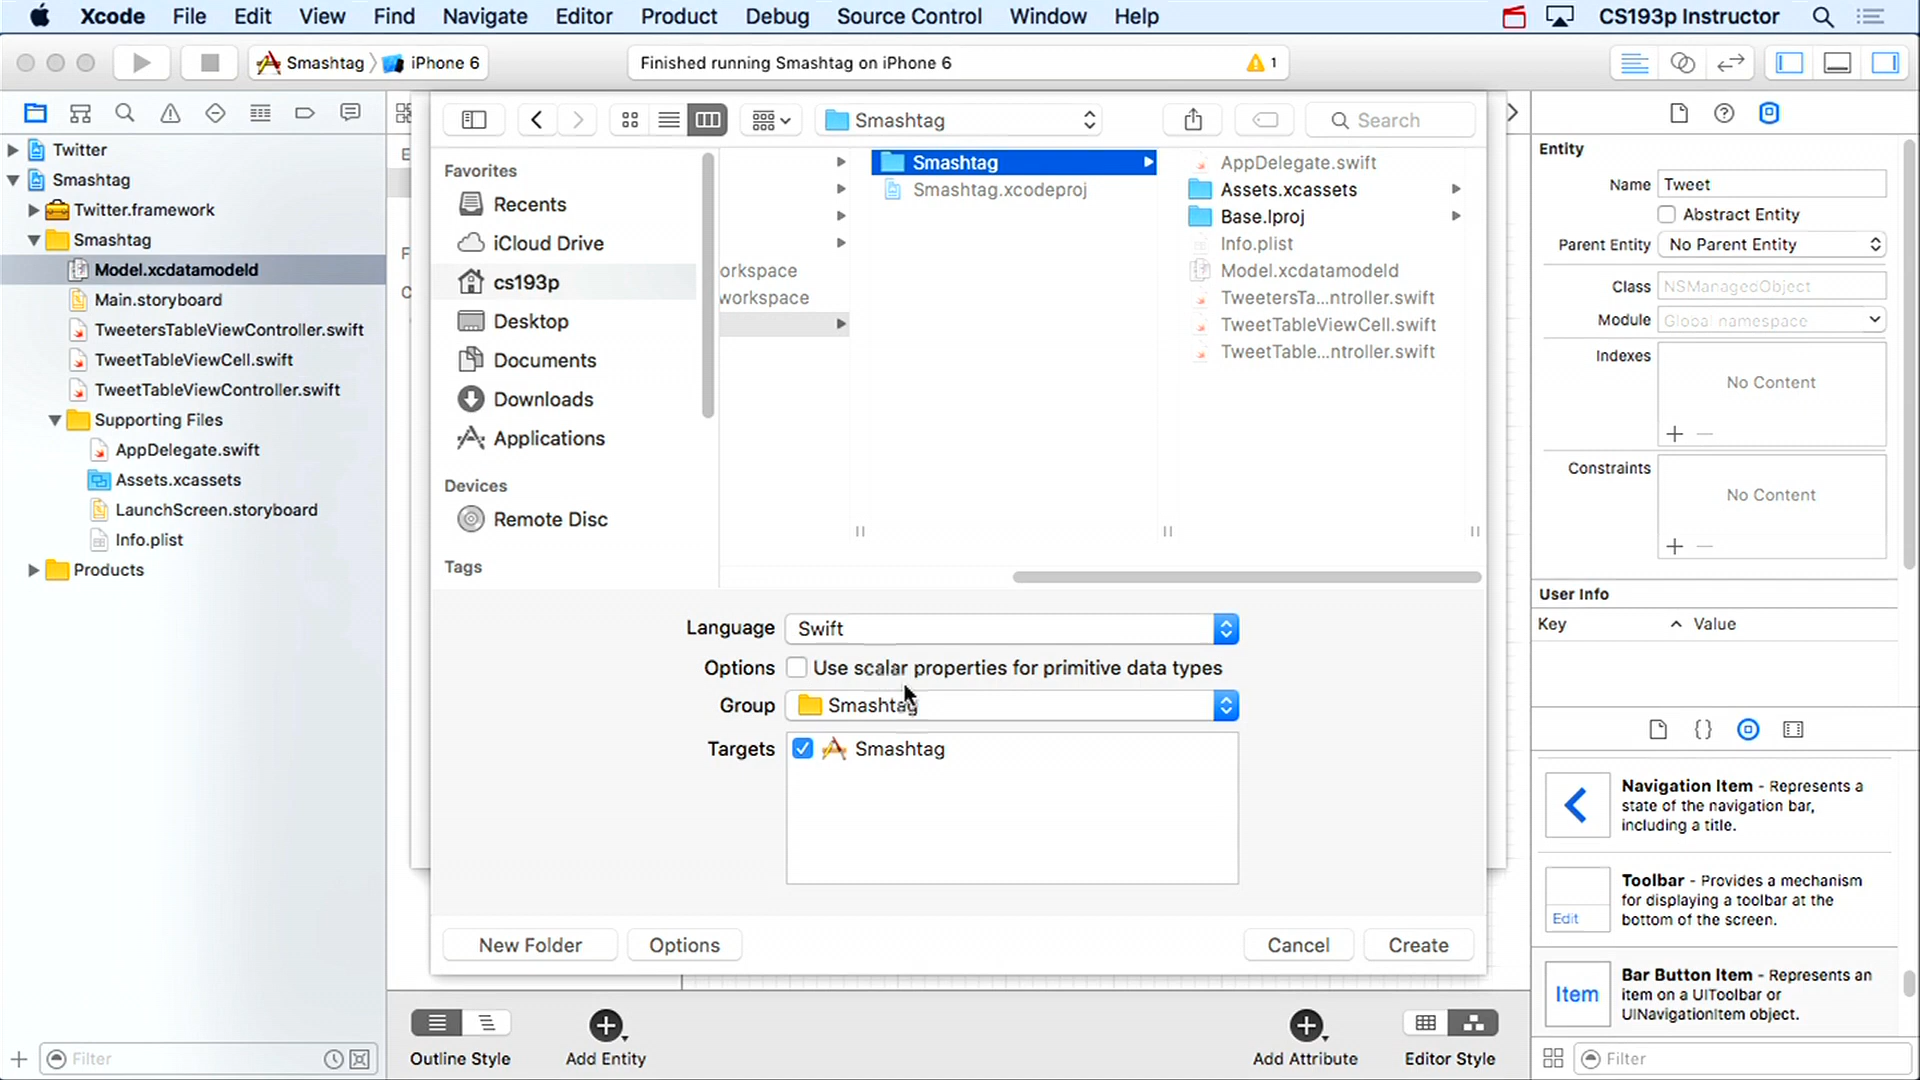 Xcode File Edit View Find Navigate Editor Product Debug Source Control Window Help CS193p Instructor
Smashtag iPhone 6 Finished running Smashtag on iPhone 6 1
Twitter
Smashtag
Twitter.framework
Smashtag
Model.xcdatamodeld
Main.storyboard
TweetersTableViewController.swift
TweetTableViewCell.swift
TweetTableViewController.swift
Supporting Files
AppDelegate.swift
Assets.xcassets
LaunchScreen.storyboard
Info.plist
Products
Filter
Smashtag
Search
Favorites
Recents
iCloud Drive
cs193p
Desktop
Documents
Downloads
Applications
Devices
Remote Disc
Tags
orkspace
workspace
Smashtag
Smashtag.xcodeproj
AppDelegate.swift
Assets.xcassets
Base.lproj
Info.plist
Model.xcdatamodeld
TweetersTa...ntroller.swift
TweetTableViewCell.swift
TweetTable...ntroller.swift
Language Swift
Options Use scalar properties for primitive data types
Group Smashtag
Targets Smashtag
New Folder Options Cancel Create
Outline Style Add Entity Add Attribute Editor Style
Entity
Name Tweet
Abstract Entity
Parent Entity No Parent Entity
Class NSManagedObject
Module Global namespace
Indexes
No Content
Constraints
No Content
User Info
Key Value
Navigation Item - Represents a
state of the navigation bar,
including a title.
Edit
Toolbar - Provides a mechanism
for displaying a toolbar at the
bottom of the screen.
Item
Bar Button Item - Represents an
item on a UIToolbar or
UINavigationItem object.
Filter